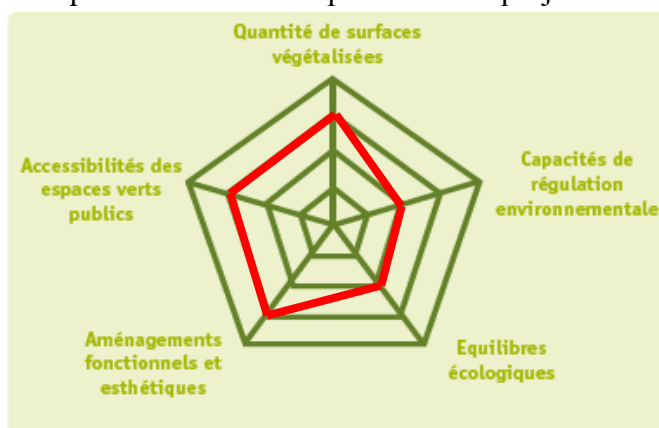 Quantité de surfaces
végétalisées
Accessibilités des
espaces verts
publics
Capacités de
régulation
environnementale
Aménagements
fonctionnels et
esthétiques
Equilibres
écologiques